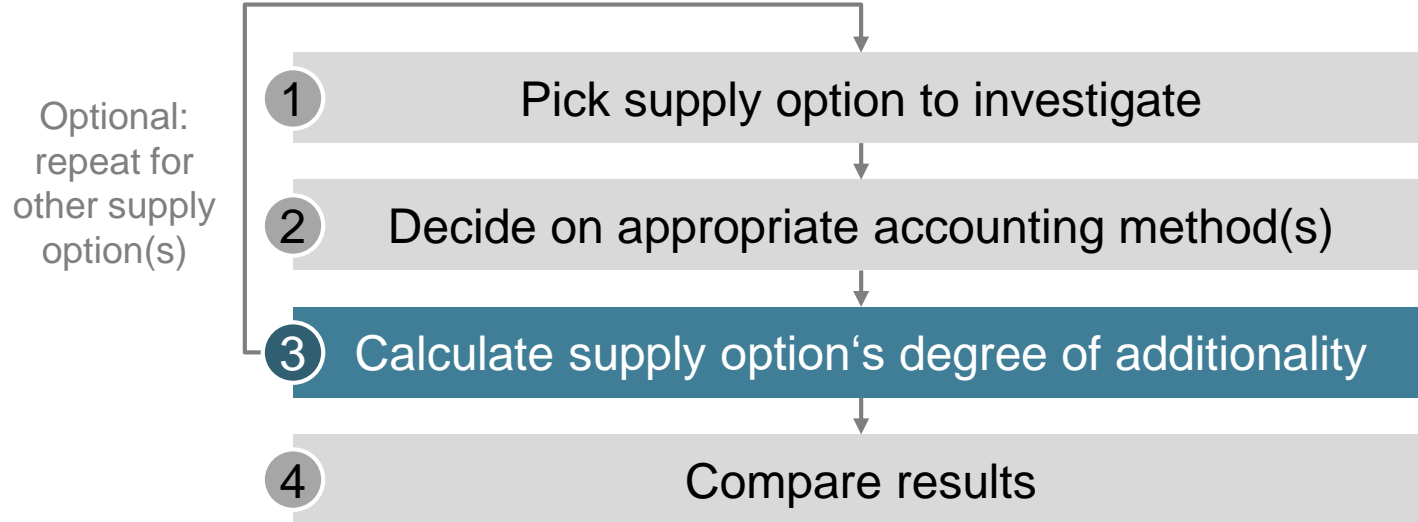 Optional:
repeat for
other supply
option(s)
1 Pick supply option to investigate
2 Decide on appropriate accounting method(s)
3 Calculate supply option‘s degree of additionality
4 Compare results